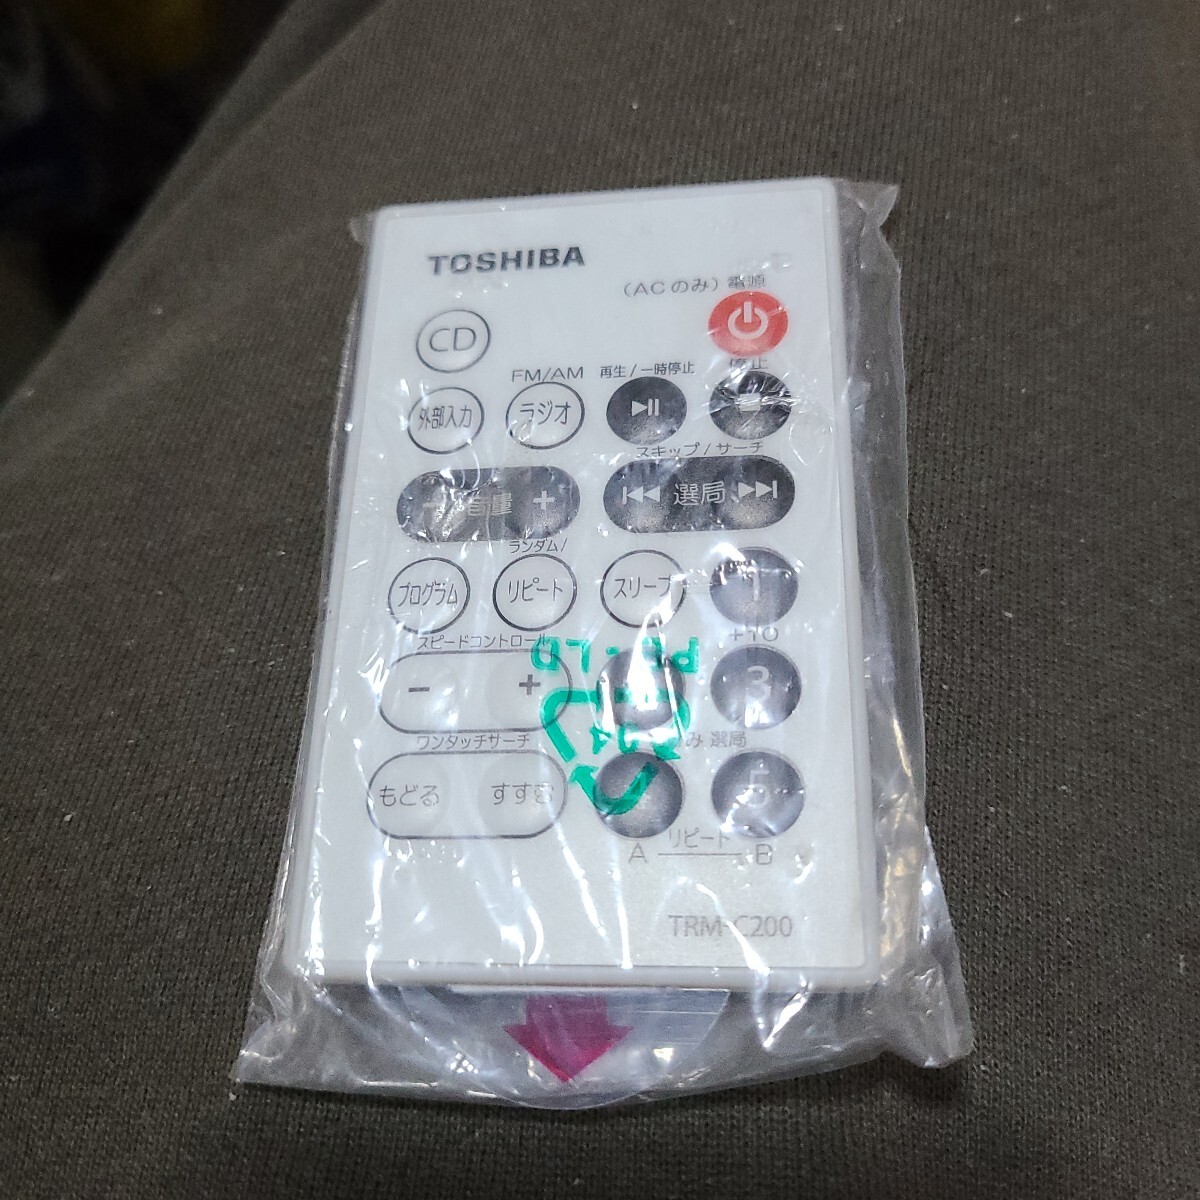 TOSHIBA
(ACのみ) 電源
CD
FM/AM 再生/一時停止 停止
外部入力 ラジオ
スキップ/サーチ
- 音量 + 選局
ランダム/
プログラム リピート スリープ 1
スピードコントロール +10
- + 3
ワンタッチサーチ 選局
もどる すすむ 5
リピート
A B
TRM-C200